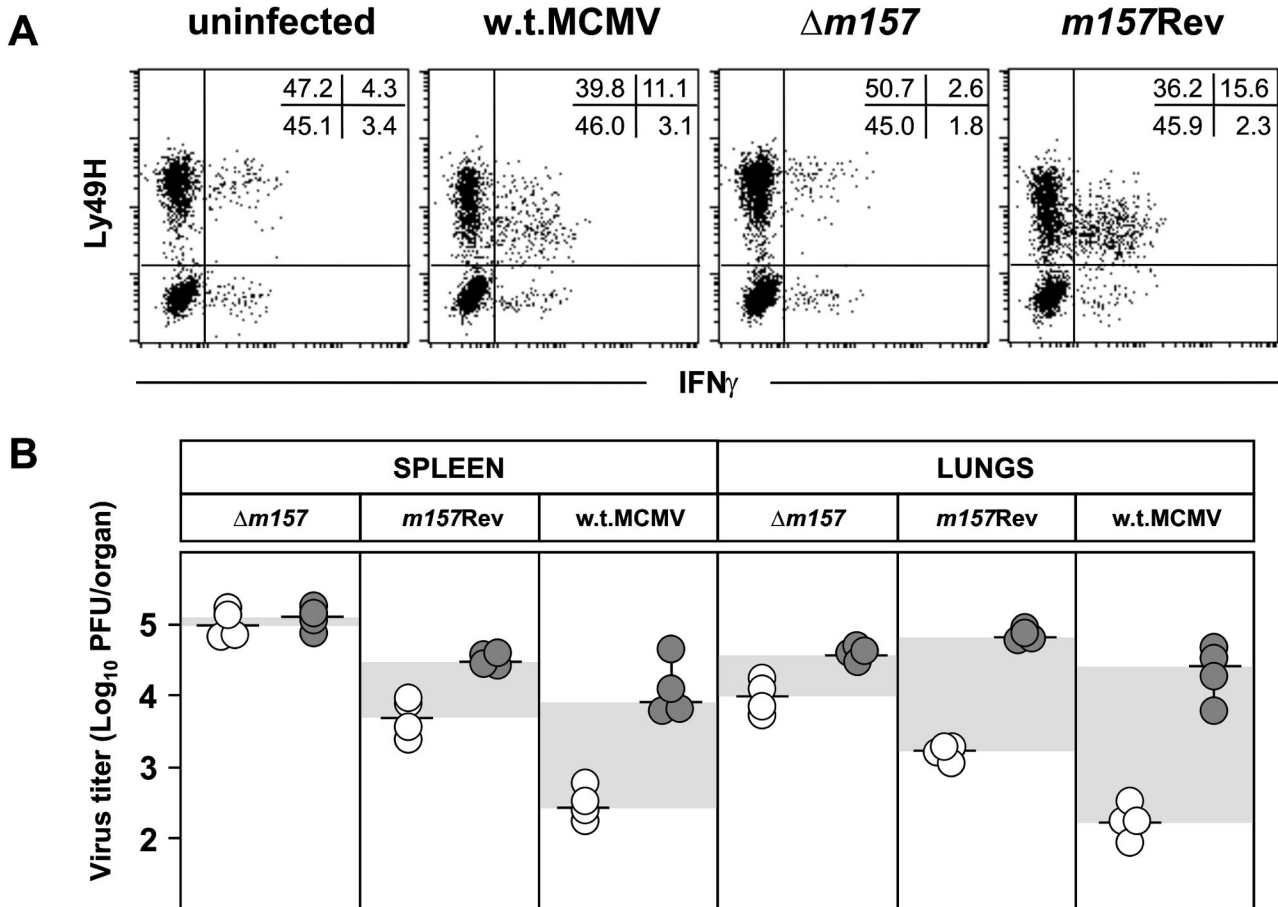 A
uninfected w.t.MCMV Δm157 m157Rev
47.2 4.3 39.8 11.1 50.7 2.6 36.2 15.6
45.1 3.4 46.0 3.1 45.0 1.8 45.9 2.3
Ly49H
IFNγ
B
SPLEEN LUNGS
Δm157 m157Rev w.t.MCMV Δm157 m157Rev w.t.MCMV
Virus titer (Log10 PFU/organ)
5
4
3
2